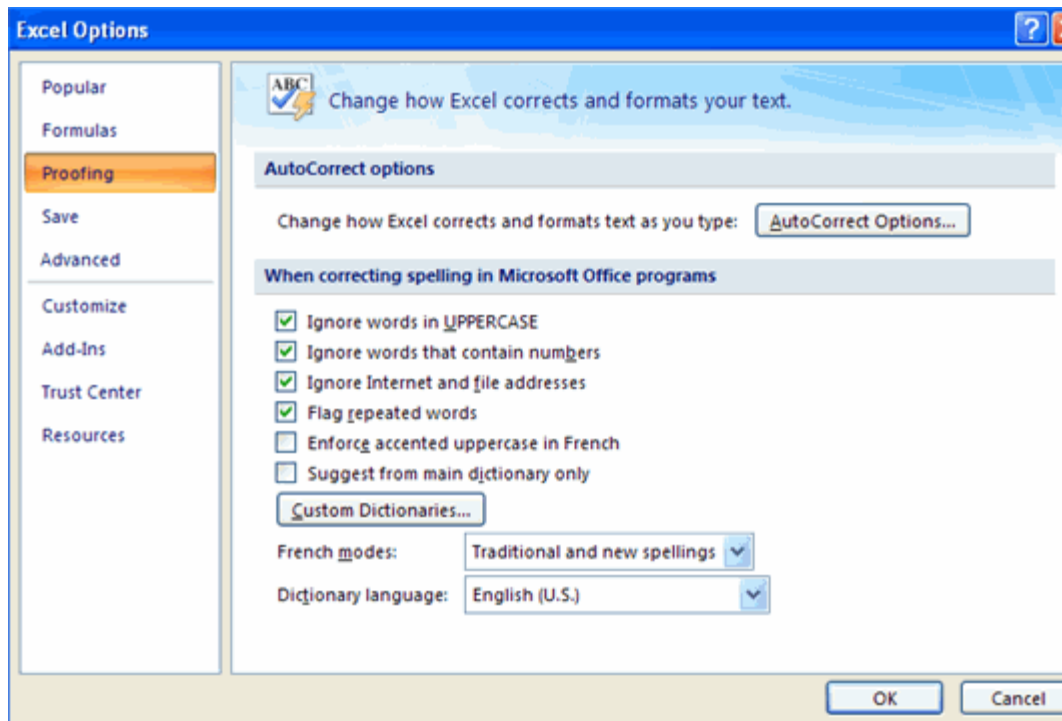 Excel Options
?
Popular
Formulas
Proofing
Save
Advanced
Customize
Add-Ins
Trust Center
Resources
ABC
Change how Excel corrects and formats your text.
AutoCorrect options
Change how Excel corrects and formats text as you type: AutoCorrect Options...
When correcting spelling in Microsoft Office programs
Ignore words in UPPERCASE
Ignore words that contain numbers
Ignore Internet and file addresses
Flag repeated words
Enforce accented uppercase in French
Suggest from main dictionary only
Custom Dictionaries...
French modes: Traditional and new spellings
Dictionary language: English (U.S.)
OK Cancel